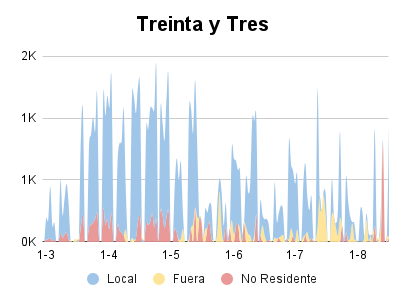 Treinta y Tres
2K
1K
1K
0K
1-3 1-4 1-5 1-6 1-7 1-8
Local Fuera No Residente